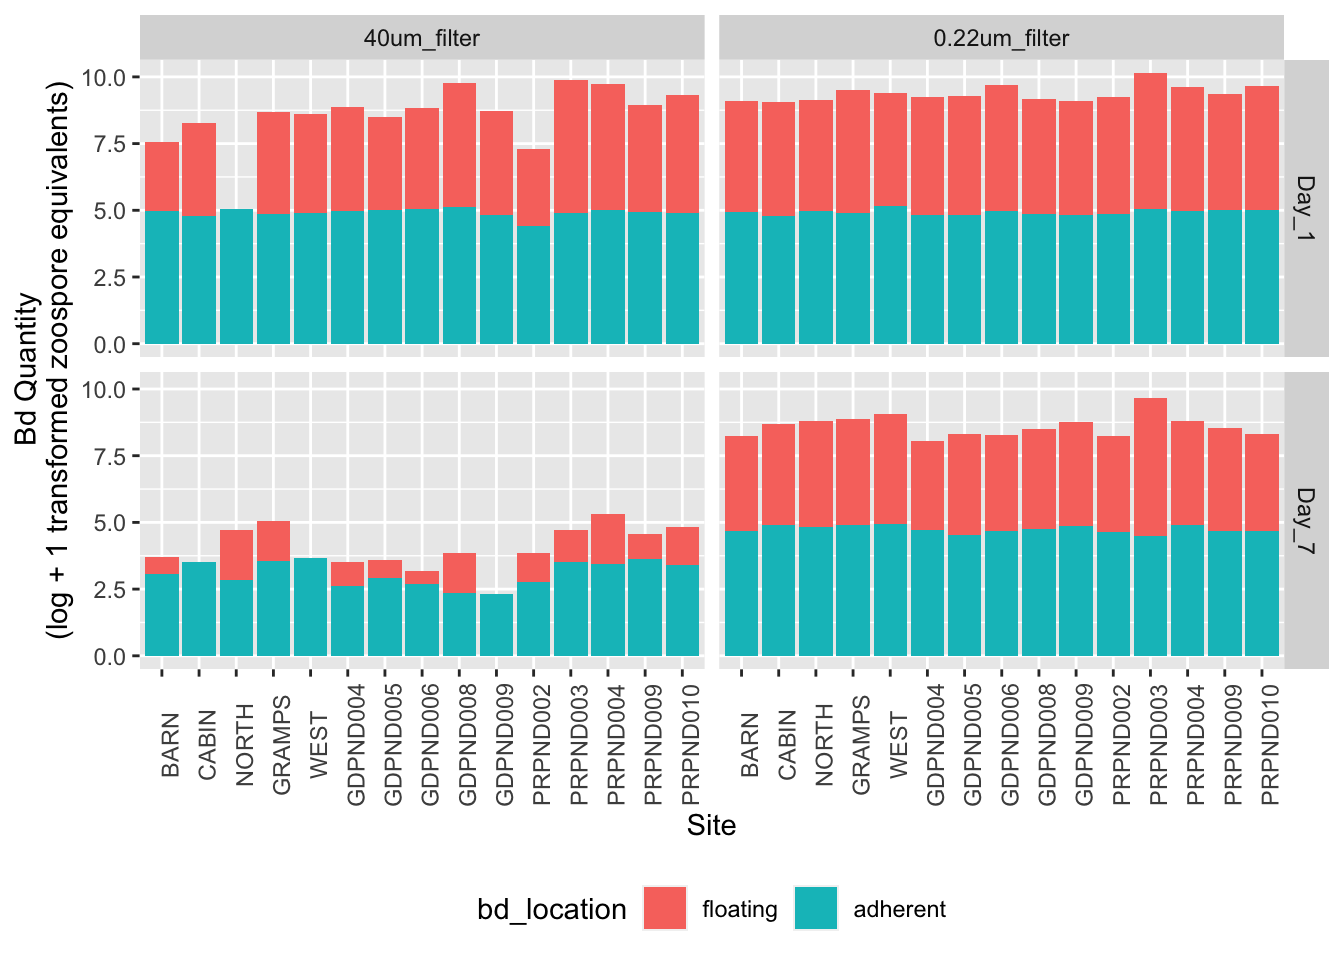 40um_filter
0.22um_filter
Bd Quantity
(log + 1 transformed zoospore equivalents)
10.0
7.5
5.0
2.5
0.0
Day_1
10.0
7.5
5.0
2.5
0.0
Day_7
BARN
CABIN
NORTH
GRAMPS
WEST
GDPND004
GDPND005
GDPND006
GDPND008
GDPND009
PRPND002
PRPND003
PRPND004
PRPND009
PRPND010
BARN
CABIN
NORTH
GRAMPS
WEST
GDPND004
GDPND005
GDPND006
GDPND008
GDPND009
PRPND002
PRPND003
PRPND004
PRPND009
PRPND010
Site
bd_location
floating
adherent